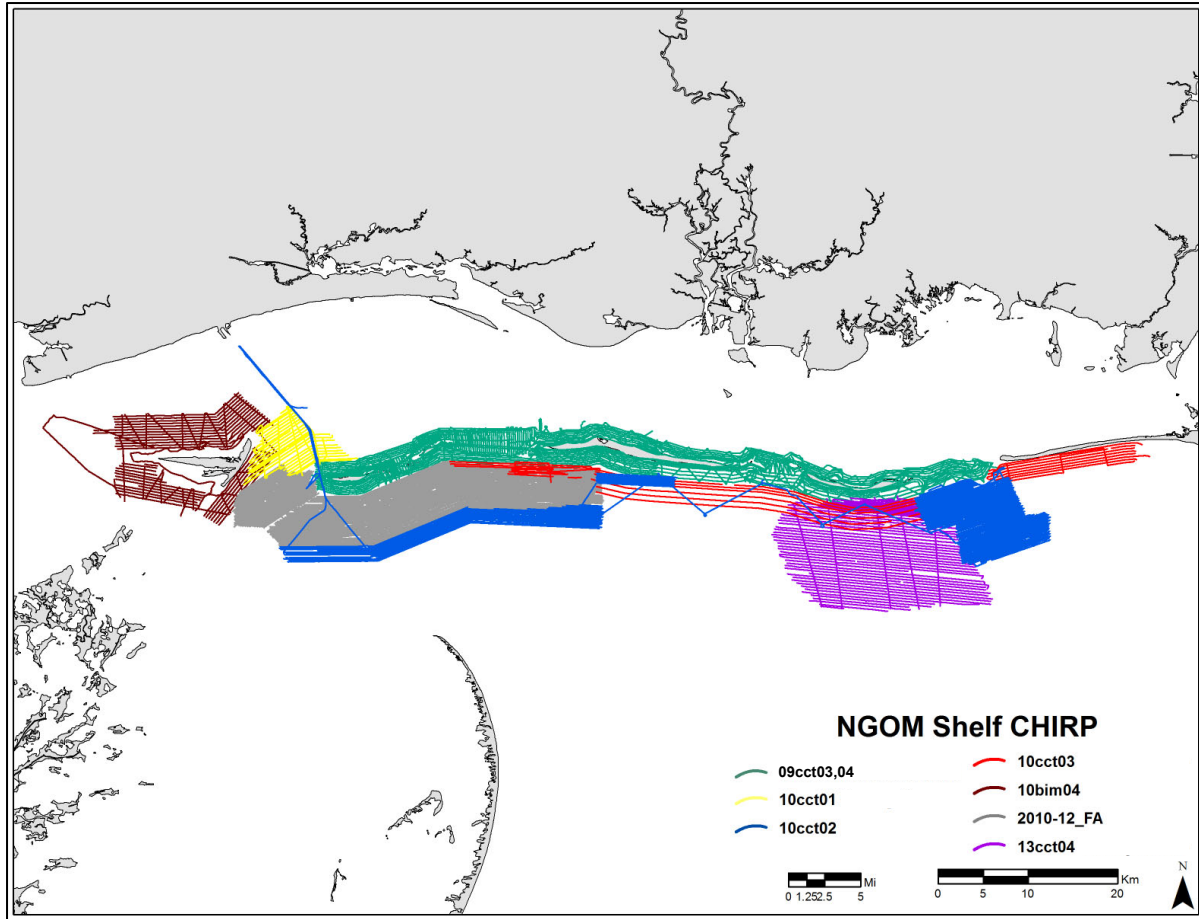 NGOM Shelf CHIRP
09cct03,04
10cct01
10cct02
10cct03
10bim04
2010-12_FA
13cct04
0 1.252.5 5 Mi
0 5 10 20 Km
N